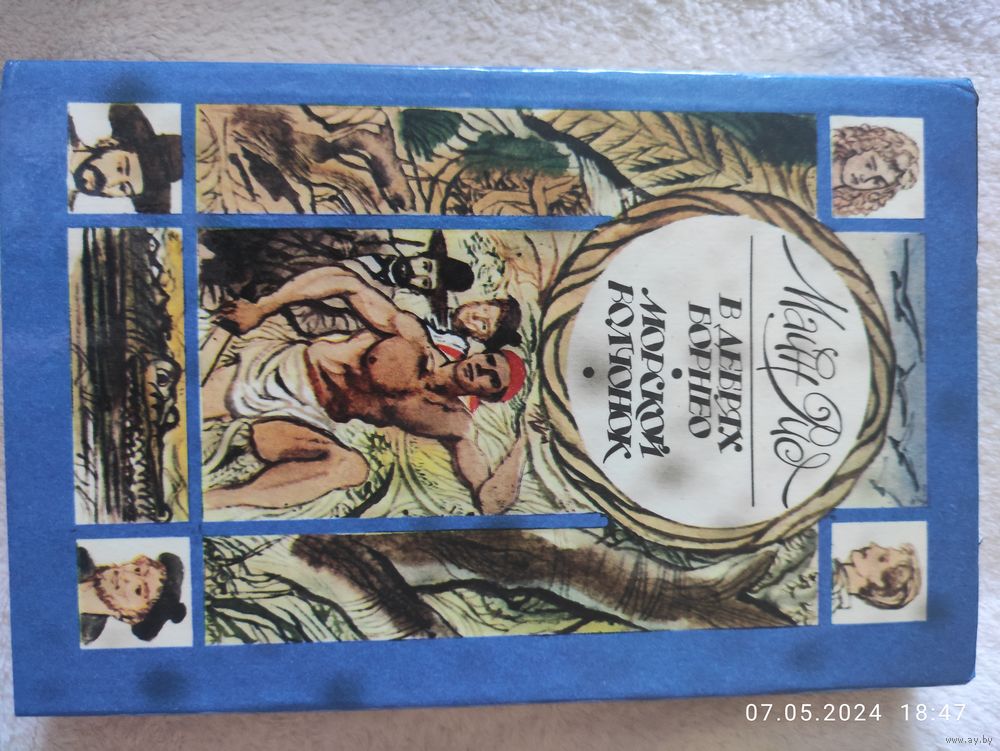 Майн Рид
В ДЕБРЯХ
БОРНЕО
•
МОРСКОЙ
ВОЛЧОНОК
•
07.05.2024 18:47
www.ay.by